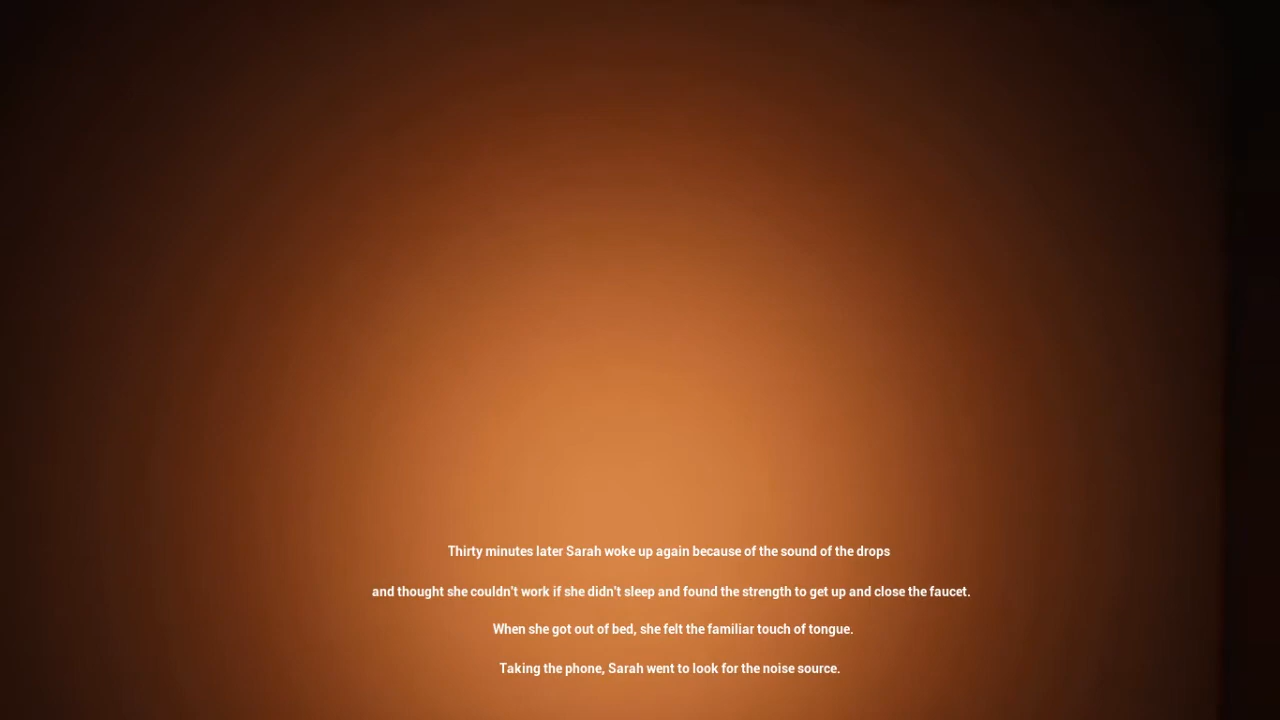 Thirty minutes later Sarah woke up again because of the sound of the drops
and thought she couldn't work if she didn't sleep and found the strength to get up and close the faucet.
When she got out of bed, she felt the familiar touch of tongue.
Taking the phone, Sarah went to look for the noise source.